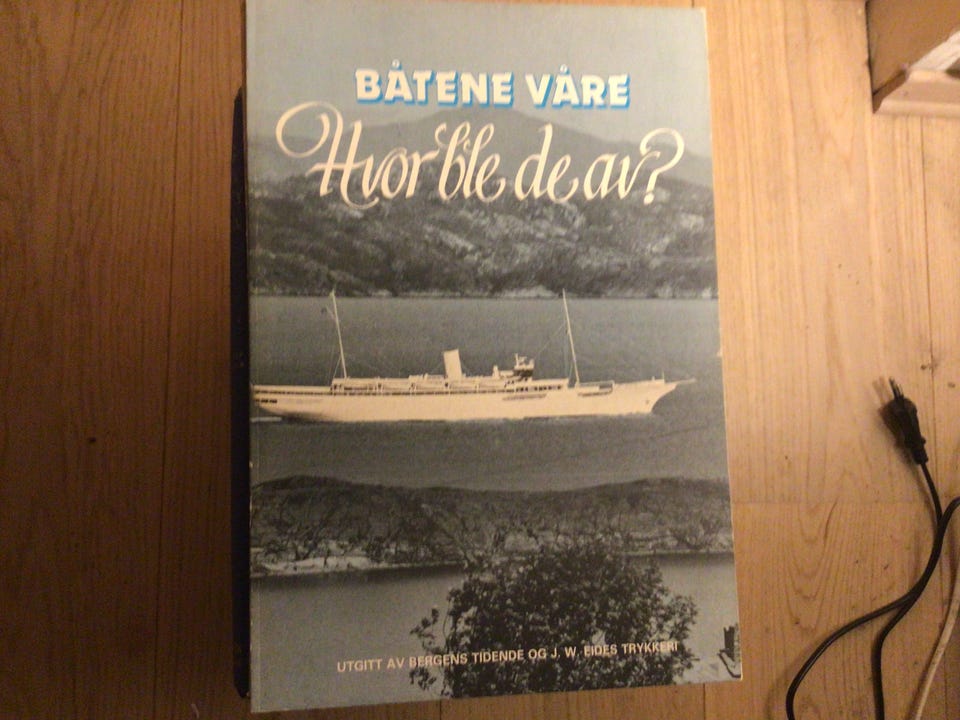 BÅTENE VÅRE
Hvor ble de av?
UTGITT AV BERGENS TIDENDE OG J. W. EIDES TRYKKERI